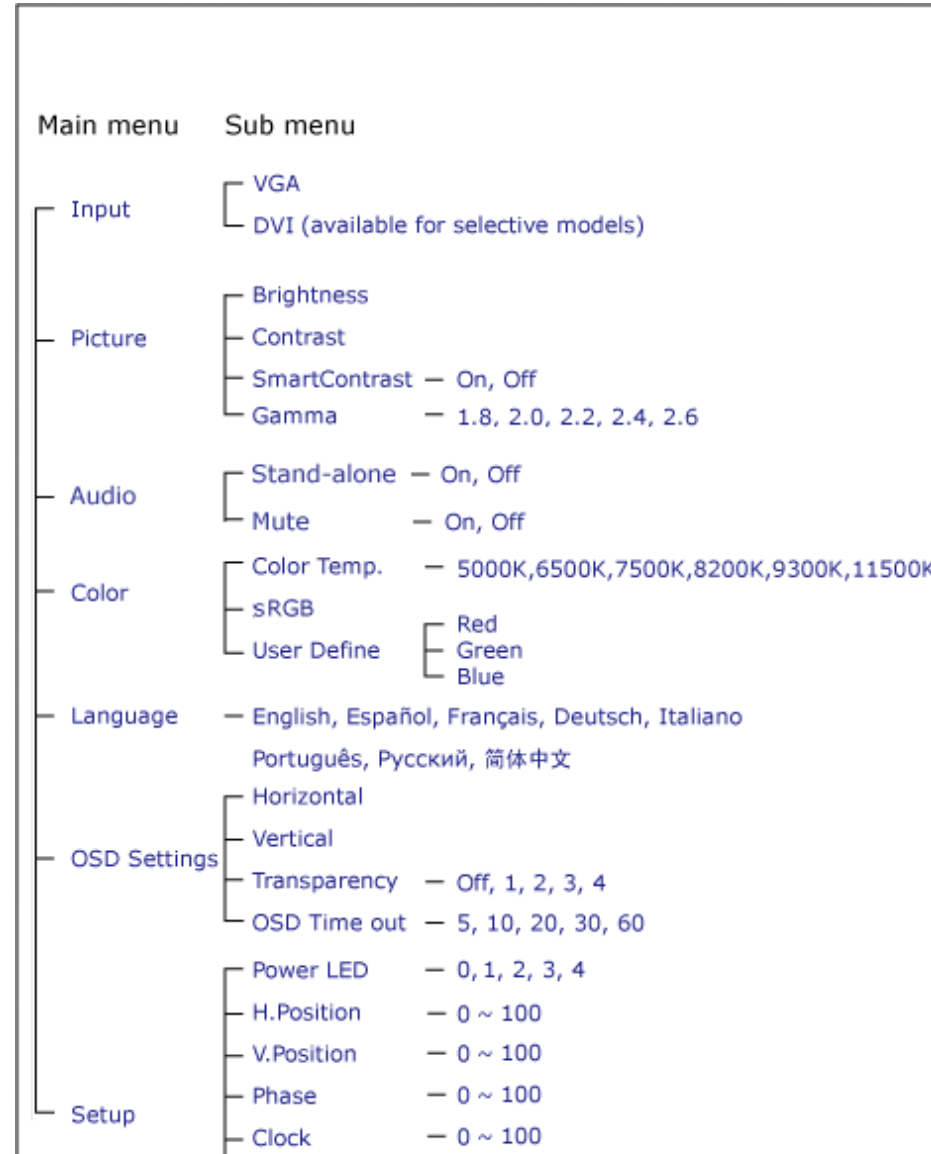 Main menu Sub menu
VGA
Input
DVI (available for selective models)
Brightness
Picture Contrast
SmartContrast — On, Off
Gamma — 1.8, 2.0, 2.2, 2.4, 2.6
Stand-alone — On, Off
Audio
Mute — On, Off
Color Temp. — 5000K,6500K,7500K,8200K,9300K,11500K
Color
sRGB
Red
User Define Green
Blue
Language — English, Español, Français, Deutsch, Italiano
Português, Русский, 简体中文
Horizontal
Vertical
OSD Settings
Transparency — Off, 1, 2, 3, 4
OSD Time out — 5, 10, 20, 30, 60
Power LED — 0, 1, 2, 3, 4
H.Position — 0 ~ 100
V.Position — 0 ~ 100
Phase — 0 ~ 100
Setup
Clock — 0 ~ 100